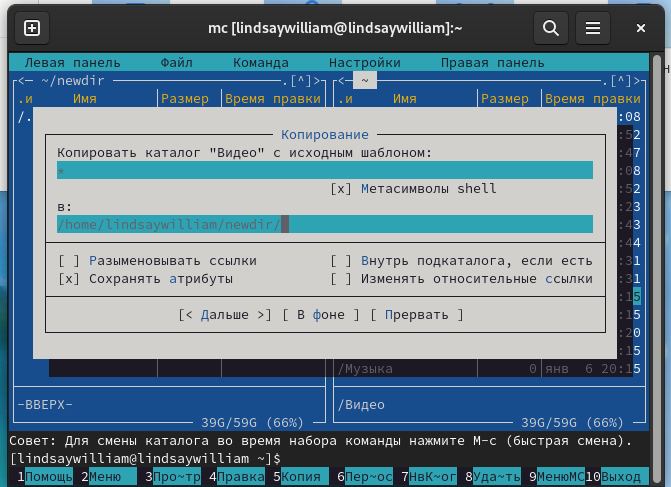 mc [lindsaywilliam@lindsaywilliam]:~
Левая панель Файл Команда Настройки Правая панель
<─ ~/newdir .[^]> <─ ~ .[^]>
.и Имя Размер Время правки .и Имя Размер Время правки
/. :08
Копирование :52
Копировать каталог "Видео" с исходным шаблоном: :47
* :08
[x] Метасимволы shell :52
в: :23
/home/lindsaywilliam/newdir/ :43
:44
[ ] Разыменовывать ссылки [ ] Внутрь подкаталога, если есть :31
[x] Сохранять атрибуты [ ] Изменять относительные ссылки :31
:15
[< Дальше >] [ В фоне ] [ Прервать ] :15
:20
:15
/Музыка 0 янв 6 20:15
-ВВЕРХ- /Видео
39G/59G (66%) 39G/59G (66%)
Совет: Для смены каталога во время набора команды нажмите M-c (быстрая смена).
[lindsaywilliam@lindsaywilliam ~]$
1Помощь 2Меню 3Про~тр 4Правка 5Копия 6Пер~ос 7НвК~ог 8Уда~ть 9МенюMC 10Выход